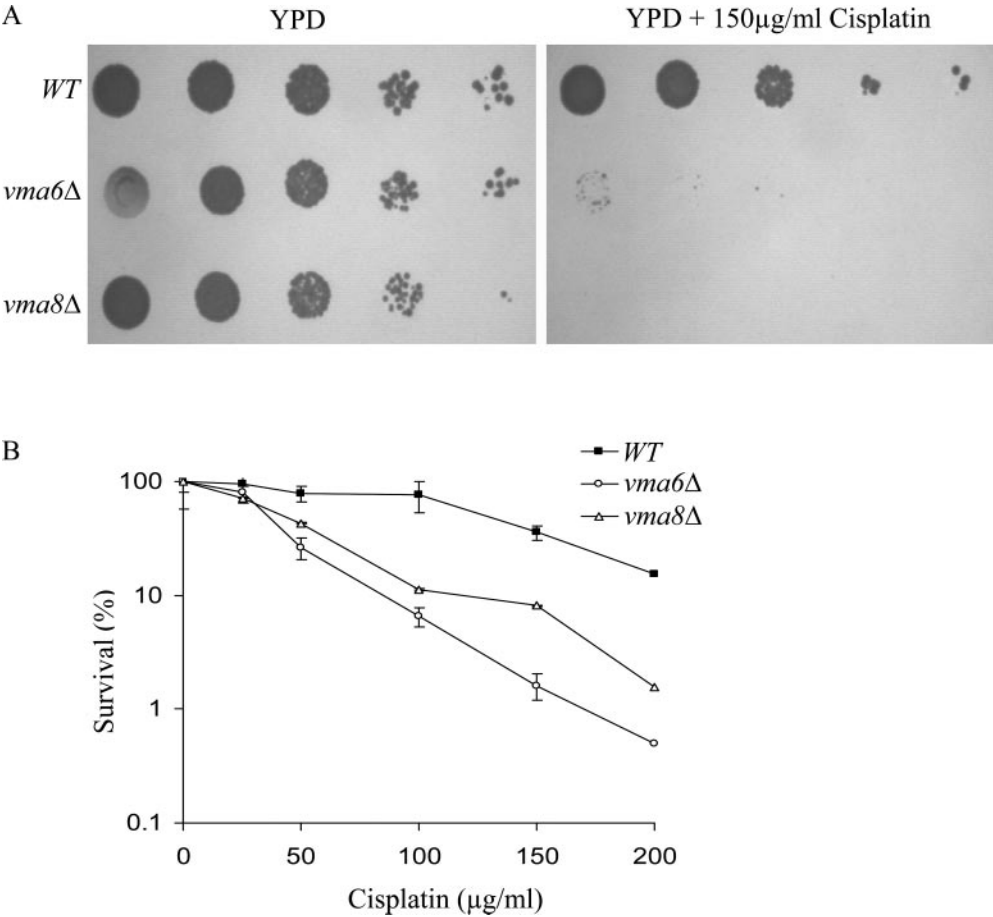 A
YPD
YPD + 150µg/ml Cisplatin
WT
vma6Δ
vma8Δ
B
WT
vma6Δ
vma8Δ
100
10
1
0.1
Survival (%)
0 50 100 150 200
Cisplatin (µg/ml)